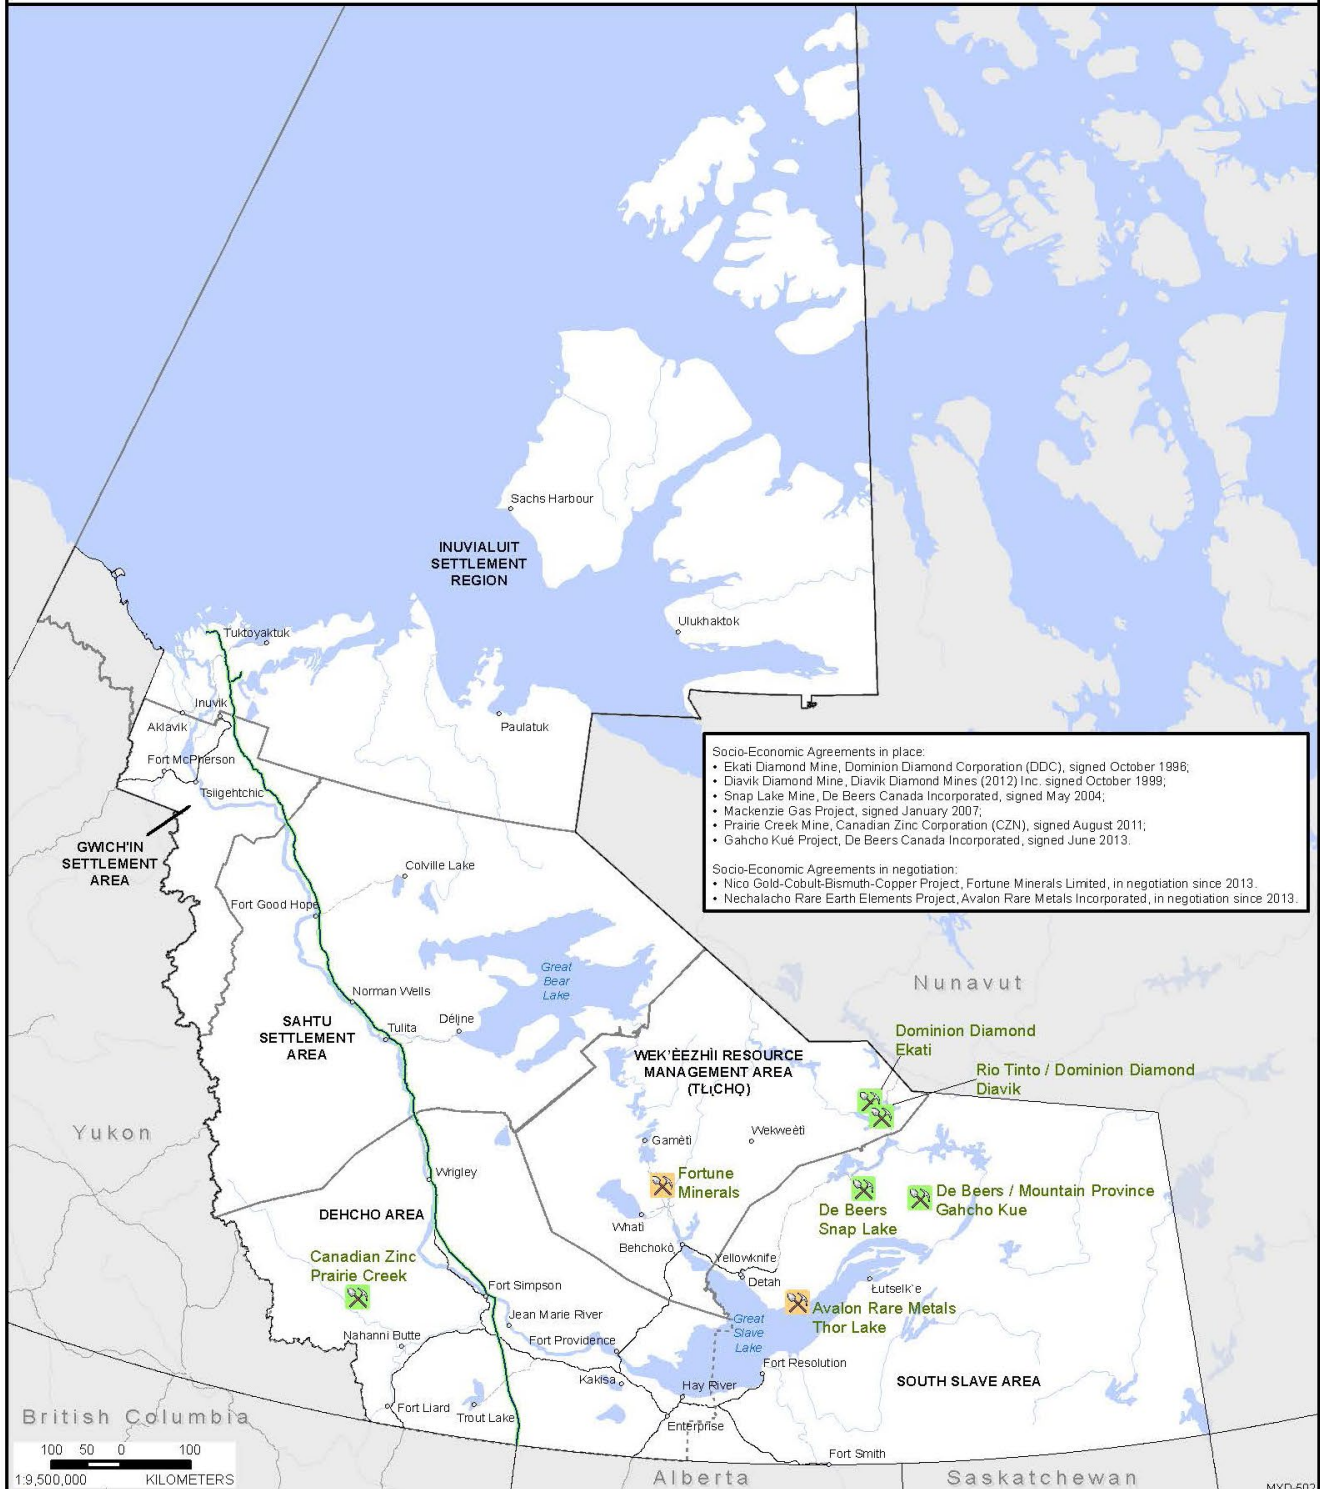 Sachs Harbour
INUVIALUIT
SETTLEMENT
REGION
Ulukhaktok
Tuktoyaktuk
Inuvik
Aklavik
Paulatuk
Fort McPherson
Tsiigehtchic
GWICH'IN
SETTLEMENT
AREA
Socio-Economic Agreements in place:
• Ekati Diamond Mine, Dominion Diamond Corporation (DDC), signed October 1996;
• Diavik Diamond Mine, Diavik Diamond Mines (2012) Inc. signed October 1999;
• Snap Lake Mine, De Beers Canada Incorporated, signed May 2004;
• Mackenzie Gas Project, signed January 2007;
• Prairie Creek Mine, Canadian Zinc Corporation (CZN), signed August 2011;
• Gahcho Kué Project, De Beers Canada Incorporated, signed June 2013.
Socio-Economic Agreements in negotiation:
• Nico Gold-Cobult-Bismuth-Copper Project, Fortune Minerals Limited, in negotiation since 2013.
• Nechalacho Rare Earth Elements Project, Avalon Rare Metals Incorporated, in negotiation since 2013.
Colville Lake
Fort Good Hope
Great
Bear
Lake
Nunavut
Norman Wells
SAHTU
SETTLEMENT
AREA
Tulita
Déljne
Dominion Diamond
Ekati
WEK'ÈEZHÌI RESOURCE
MANAGEMENT AREA
(TŁįCHQ)
Rio Tinto / Dominion Diamond
Diavik
Yukon
Gamètì
Wekweètì
Wrigley
Fortune
Minerals
De Beers / Mountain Province
Gahcho Kue
De Beers
Snap Lake
DEHCHO AREA
Whatì
Behchokò
Canadian Zinc
Prairie Creek
Yellowknife
Detah
Łutselk`e
Fort Simpson
Avalon Rare Metals
Thor Lake
Jean Marie River
Great
Slave
Lake
Nahanni Butte
Fort Providence
Fort Resolution
Kakisa
Hay River
SOUTH SLAVE AREA
Fort Liard
Trout Lake
Enterprise
British Columbia
Fort Smith
100 50 0 100
1:9,500,000 KILOMETERS
Alberta
Saskatchewan
MXD-502